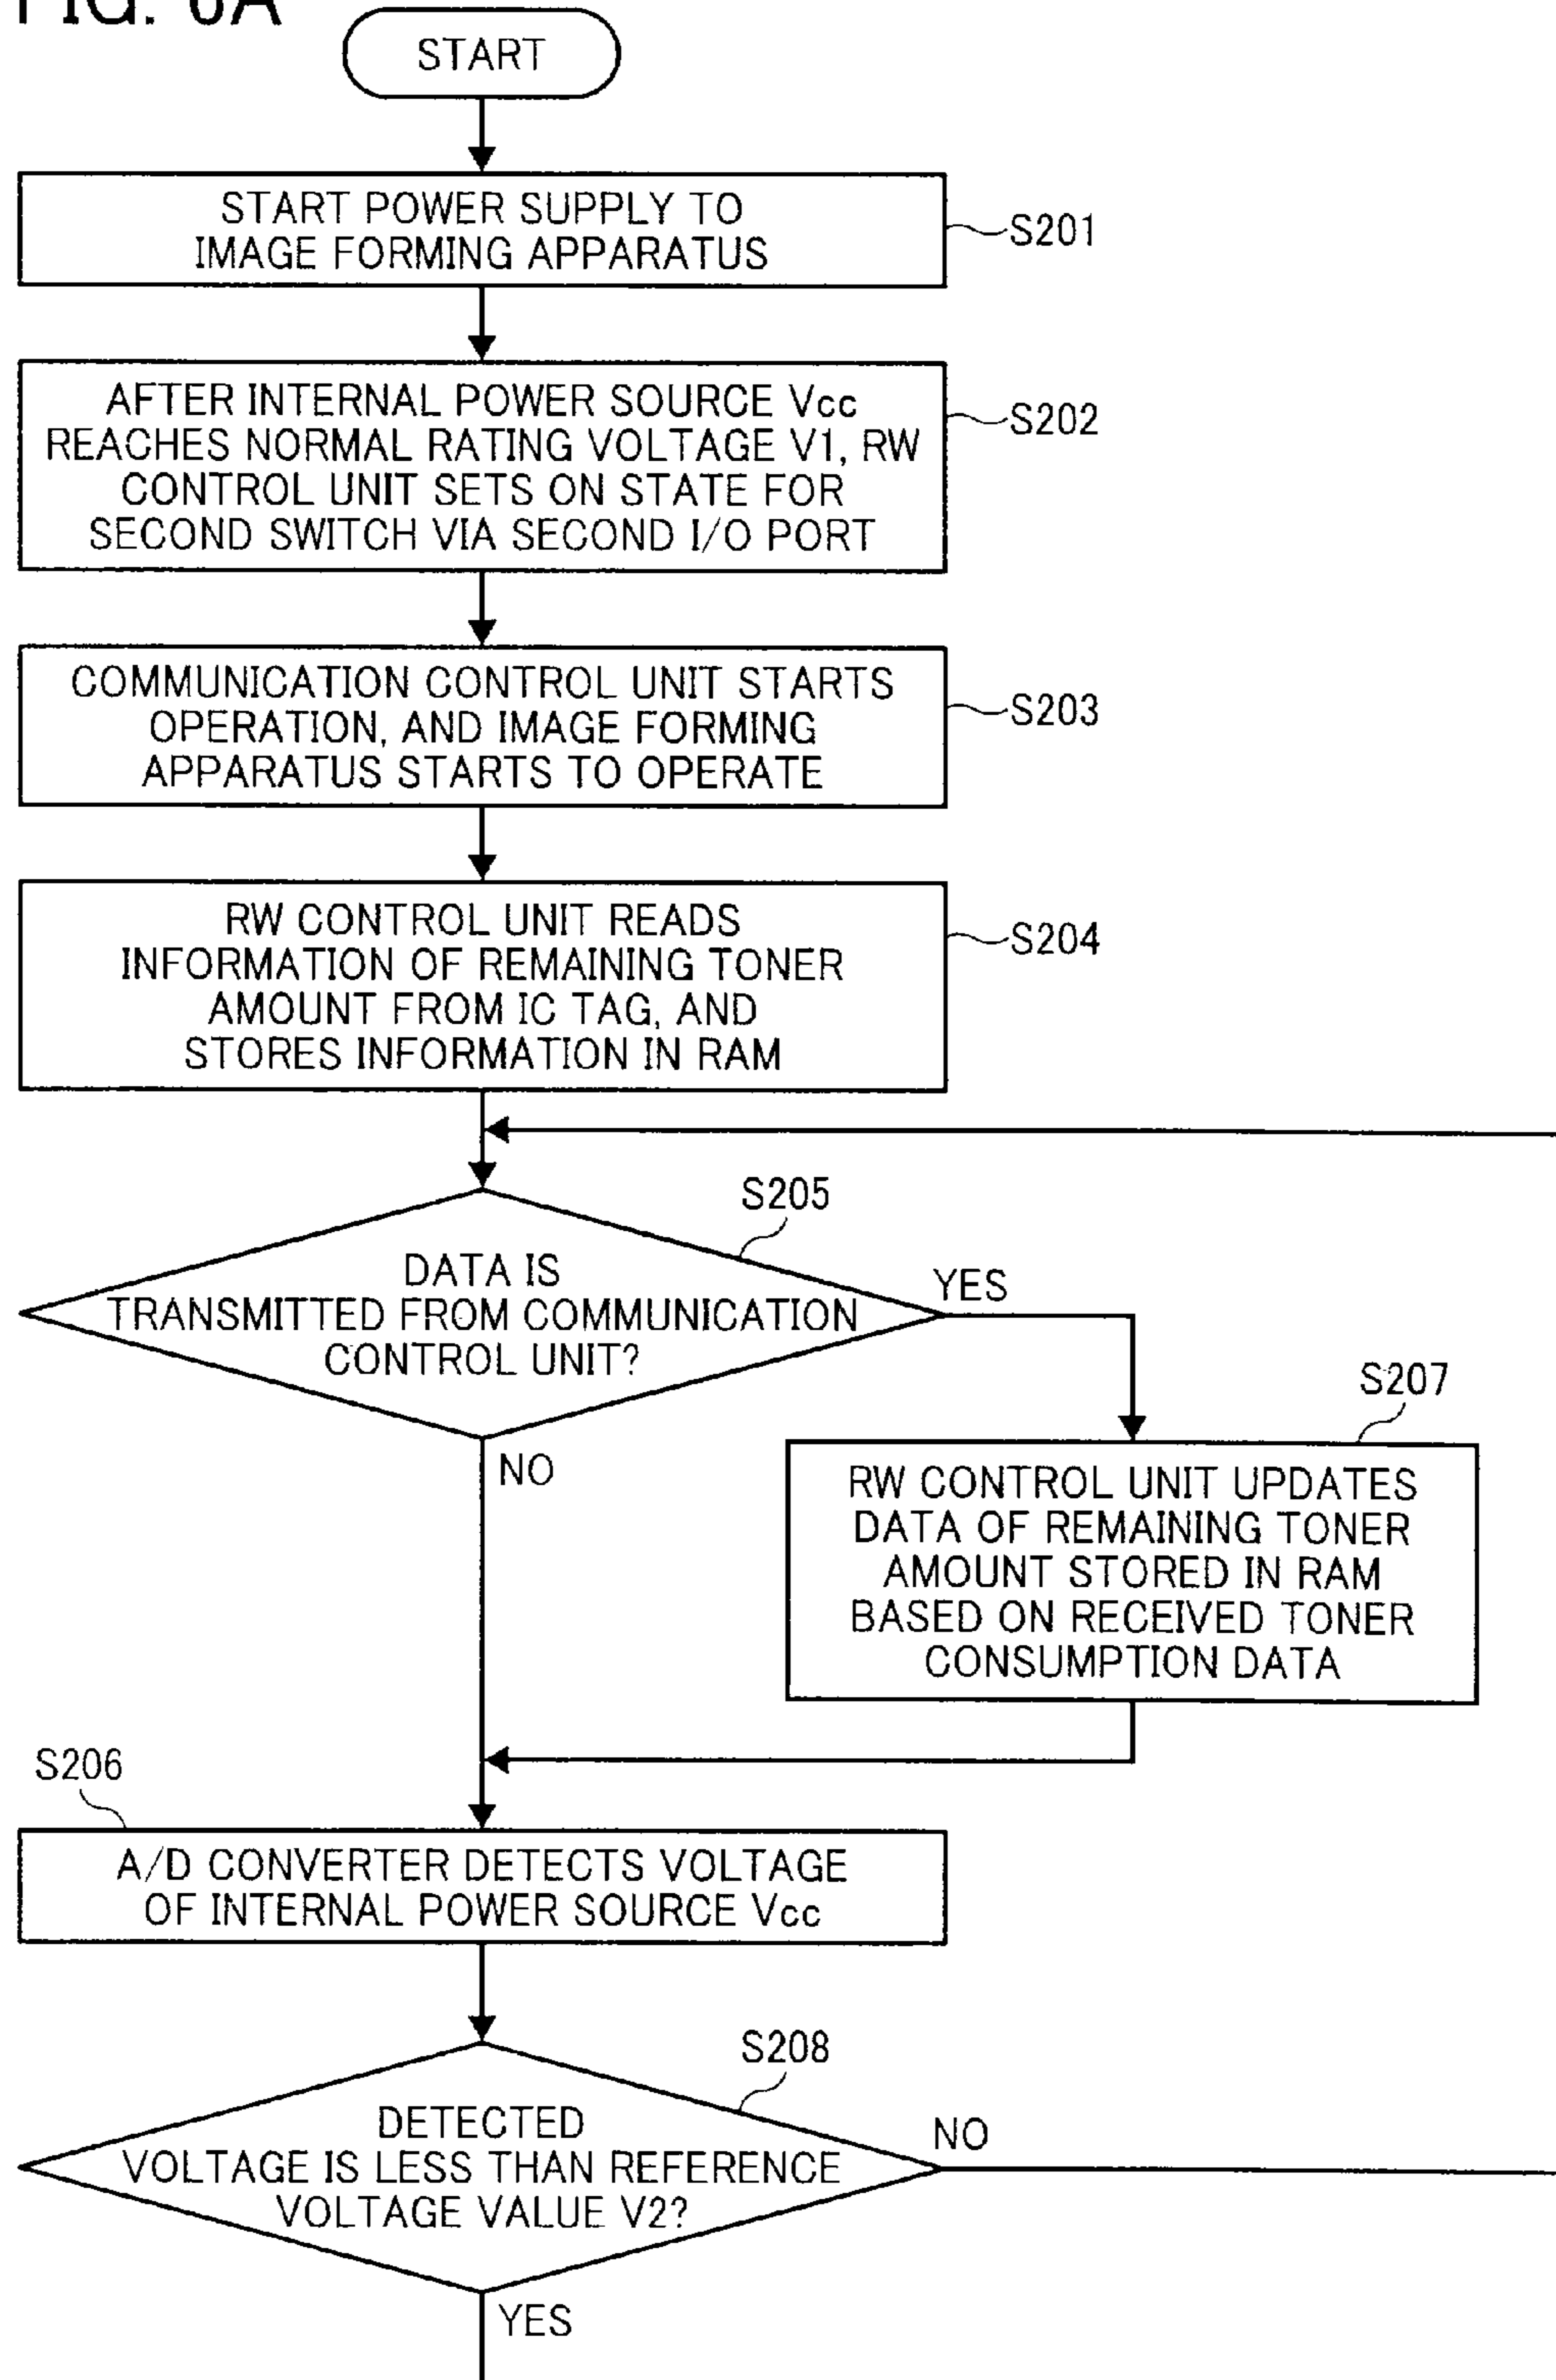 START
START POWER SUPPLY TO
IMAGE FORMING APPARATUS
S201
AFTER INTERNAL POWER SOURCE Vcc
REACHES NORMAL RATING VOLTAGE V1, RW
CONTROL UNIT SETS ON STATE FOR
SECOND SWITCH VIA SECOND I/O PORT
S202
COMMUNICATION CONTROL UNIT STARTS
OPERATION, AND IMAGE FORMING
APPARATUS STARTS TO OPERATE
S203
RW CONTROL UNIT READS
INFORMATION OF REMAINING TONER
AMOUNT FROM IC TAG, AND
STORES INFORMATION IN RAM
S204
S205
DATA IS
TRANSMITTED FROM COMMUNICATION
CONTROL UNIT?
YES
NO
S207
RW CONTROL UNIT UPDATES
DATA OF REMAINING TONER
AMOUNT STORED IN RAM
BASED ON RECEIVED TONER
CONSUMPTION DATA
S206
A/D CONVERTER DETECTS VOLTAGE
OF INTERNAL POWER SOURCE Vcc
S208
DETECTED
VOLTAGE IS LESS THAN REFERENCE
VOLTAGE VALUE V2?
NO
YES